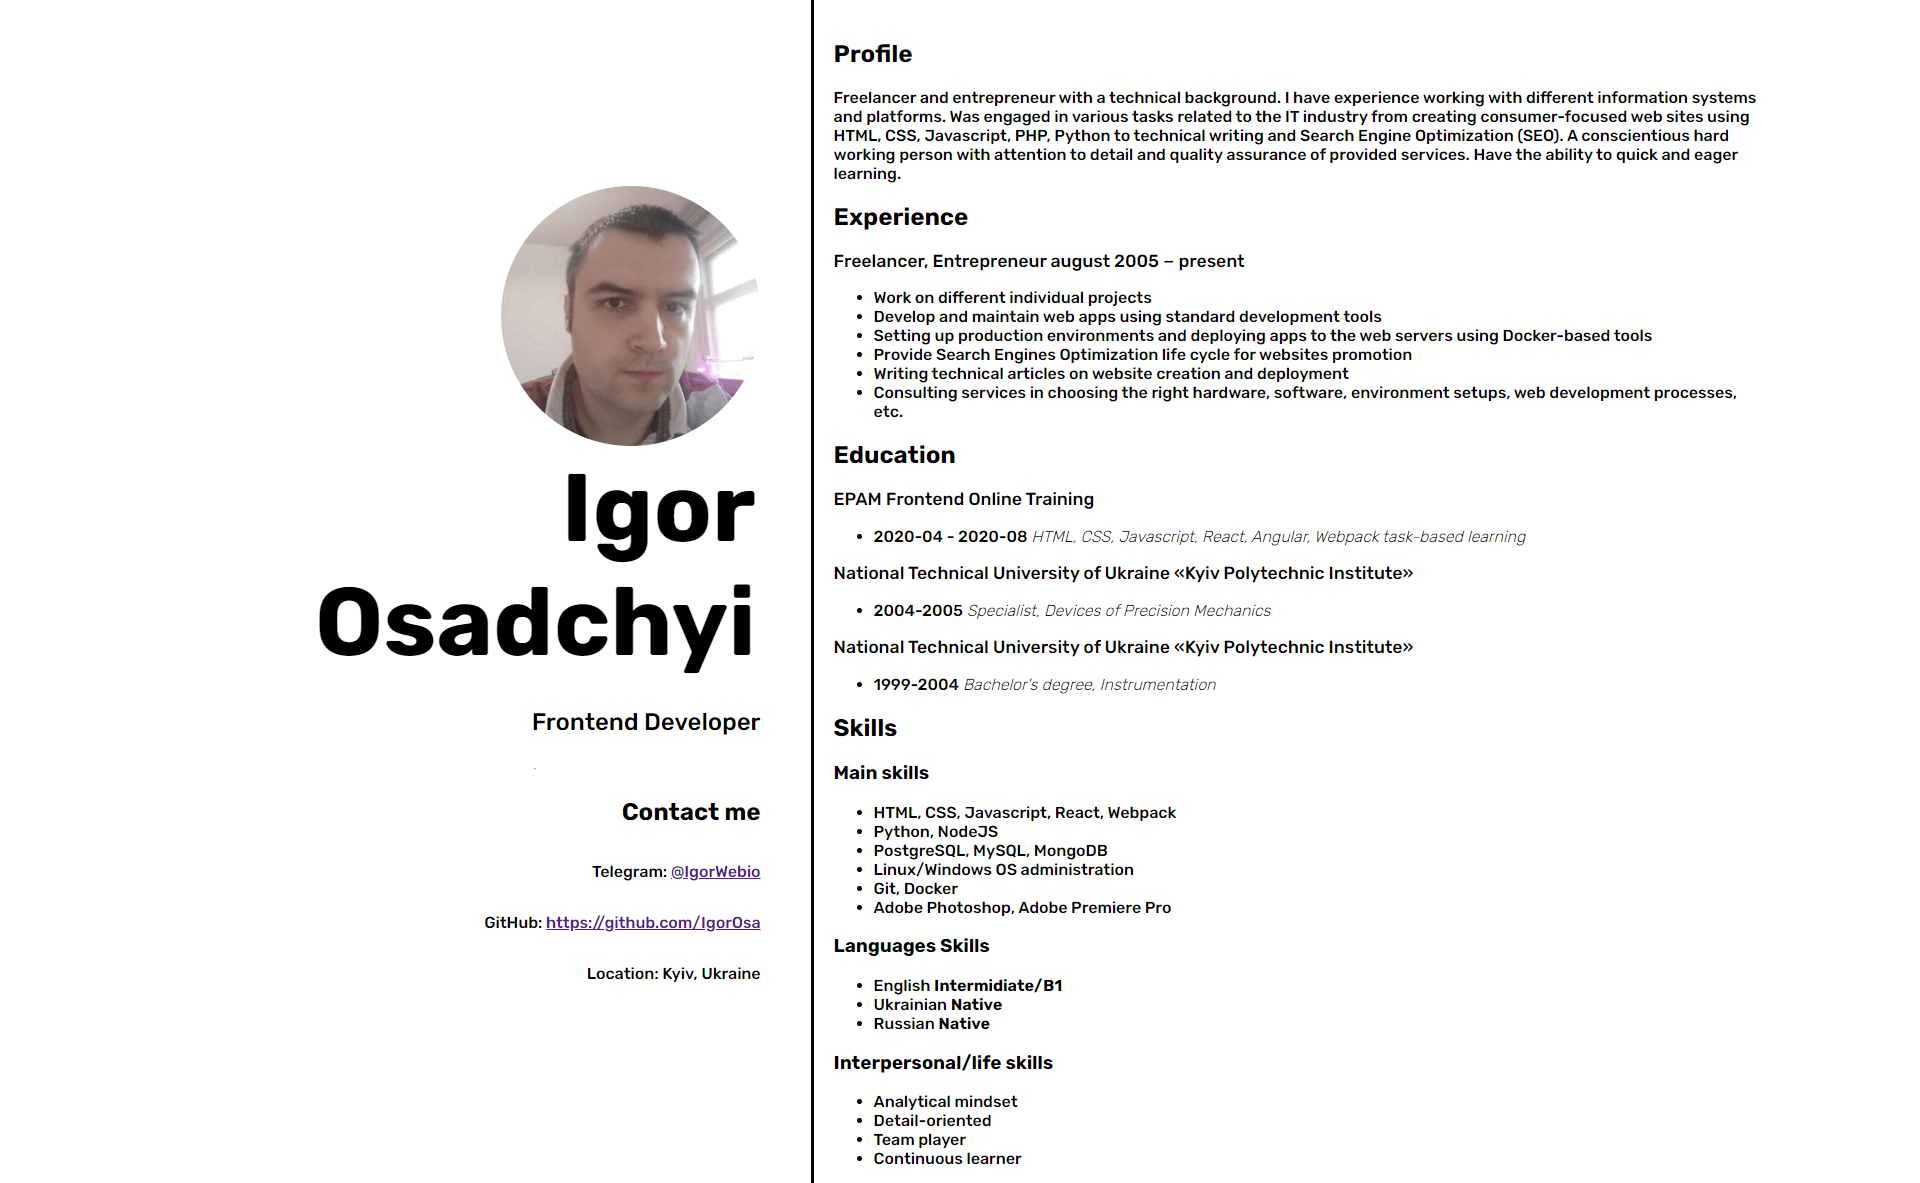 Igor
Osadchyi
Frontend Developer
Contact me
Telegram: @IgorWebio
GitHub: https://github.com/IgorOsa
Location: Kyiv, Ukraine
Profile
Freelancer and entrepreneur with a technical background. I have experience working with different information systems
and platforms. Was engaged in various tasks related to the IT industry from creating consumer-focused web sites using
HTML, CSS, Javascript, PHP, Python to technical writing and Search Engine Optimization (SEO). A conscientious hard
working person with attention to detail and quality assurance of provided services. Have the ability to quick and eager
learning.
Experience
Freelancer, Entrepreneur august 2005 – present
• Work on different individual projects
• Develop and maintain web apps using standard development tools
• Setting up production environments and deploying apps to the web servers using Docker-based tools
• Provide Search Engines Optimization life cycle for websites promotion
• Writing technical articles on website creation and deployment
• Consulting services in choosing the right hardware, software, environment setups, web development processes,
etc.
Education
EPAM Frontend Online Training
• 2020-04 - 2020-08 HTML, CSS, Javascript, React, Angular, Webpack task-based learning
National Technical University of Ukraine «Kyiv Polytechnic Institute»
• 2004-2005 Specialist, Devices of Precision Mechanics
National Technical University of Ukraine «Kyiv Polytechnic Institute»
• 1999-2004 Bachelor's degree, Instrumentation
Skills
Main skills
• HTML, CSS, Javascript, React, Webpack
• Python, NodeJS
• PostgreSQL, MySQL, MongoDB
• Linux/Windows OS administration
• Git, Docker
• Adobe Photoshop, Adobe Premiere Pro
Languages Skills
• English Intermidiate/B1
• Ukrainian Native
• Russian Native
Interpersonal/life skills
• Analytical mindset
• Detail-oriented
• Team player
• Continuous learner